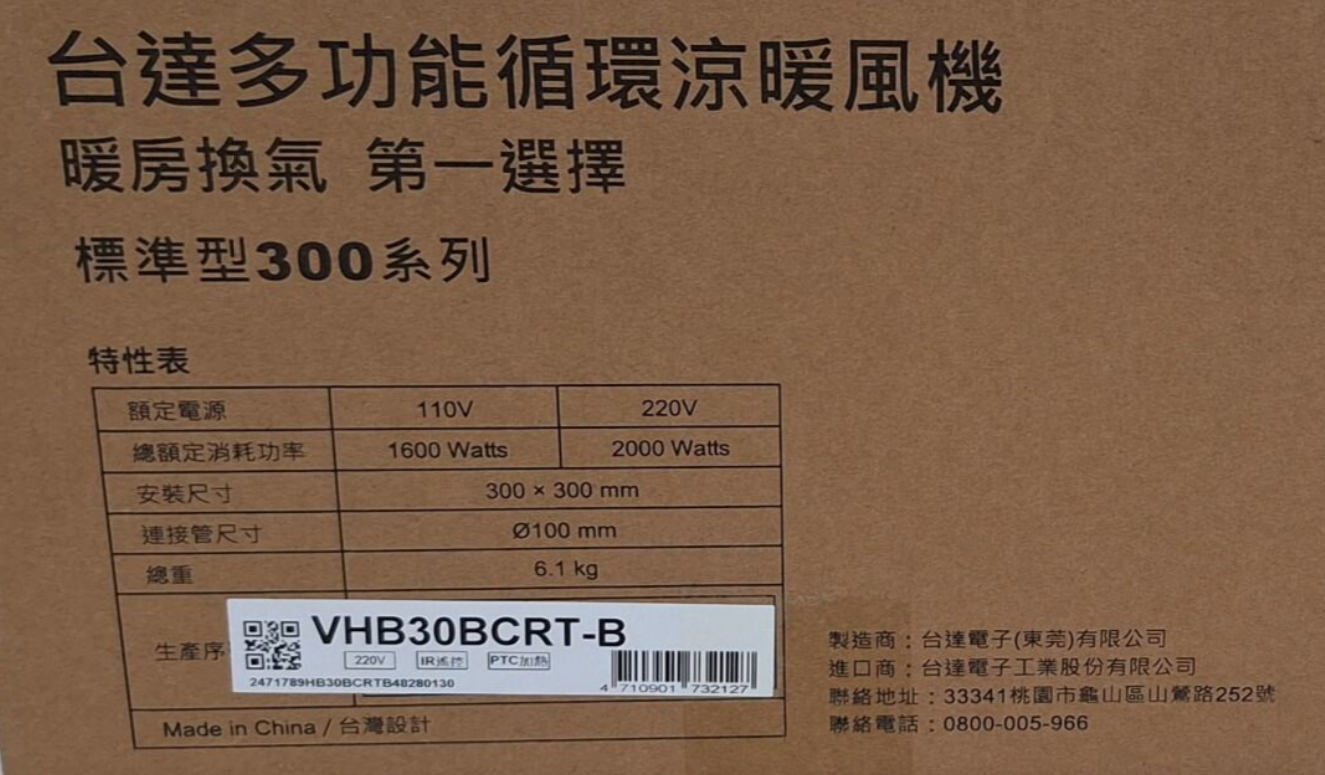 台達多功能循環涼暖風機
暖房換氣 第一選擇
標準型300系列
特性表
額定電源 110V 220V
總額定消耗功率 1600 Watts 2000 Watts
安裝尺寸 300 × 300 mm
連接管尺寸 Ø100 mm
總重 6.1 kg
生產序
VHB30BCRT-B
220V IR遙控 PTC加熱
2471789HB30BCRTB48280130
4 710901 732127
Made in China / 台灣設計
製造商：台達電子(東莞)有限公司
進口商：台達電子工業股份有限公司
聯絡地址：33341桃園市龜山區山鶯路252號
聯絡電話：0800-005-966